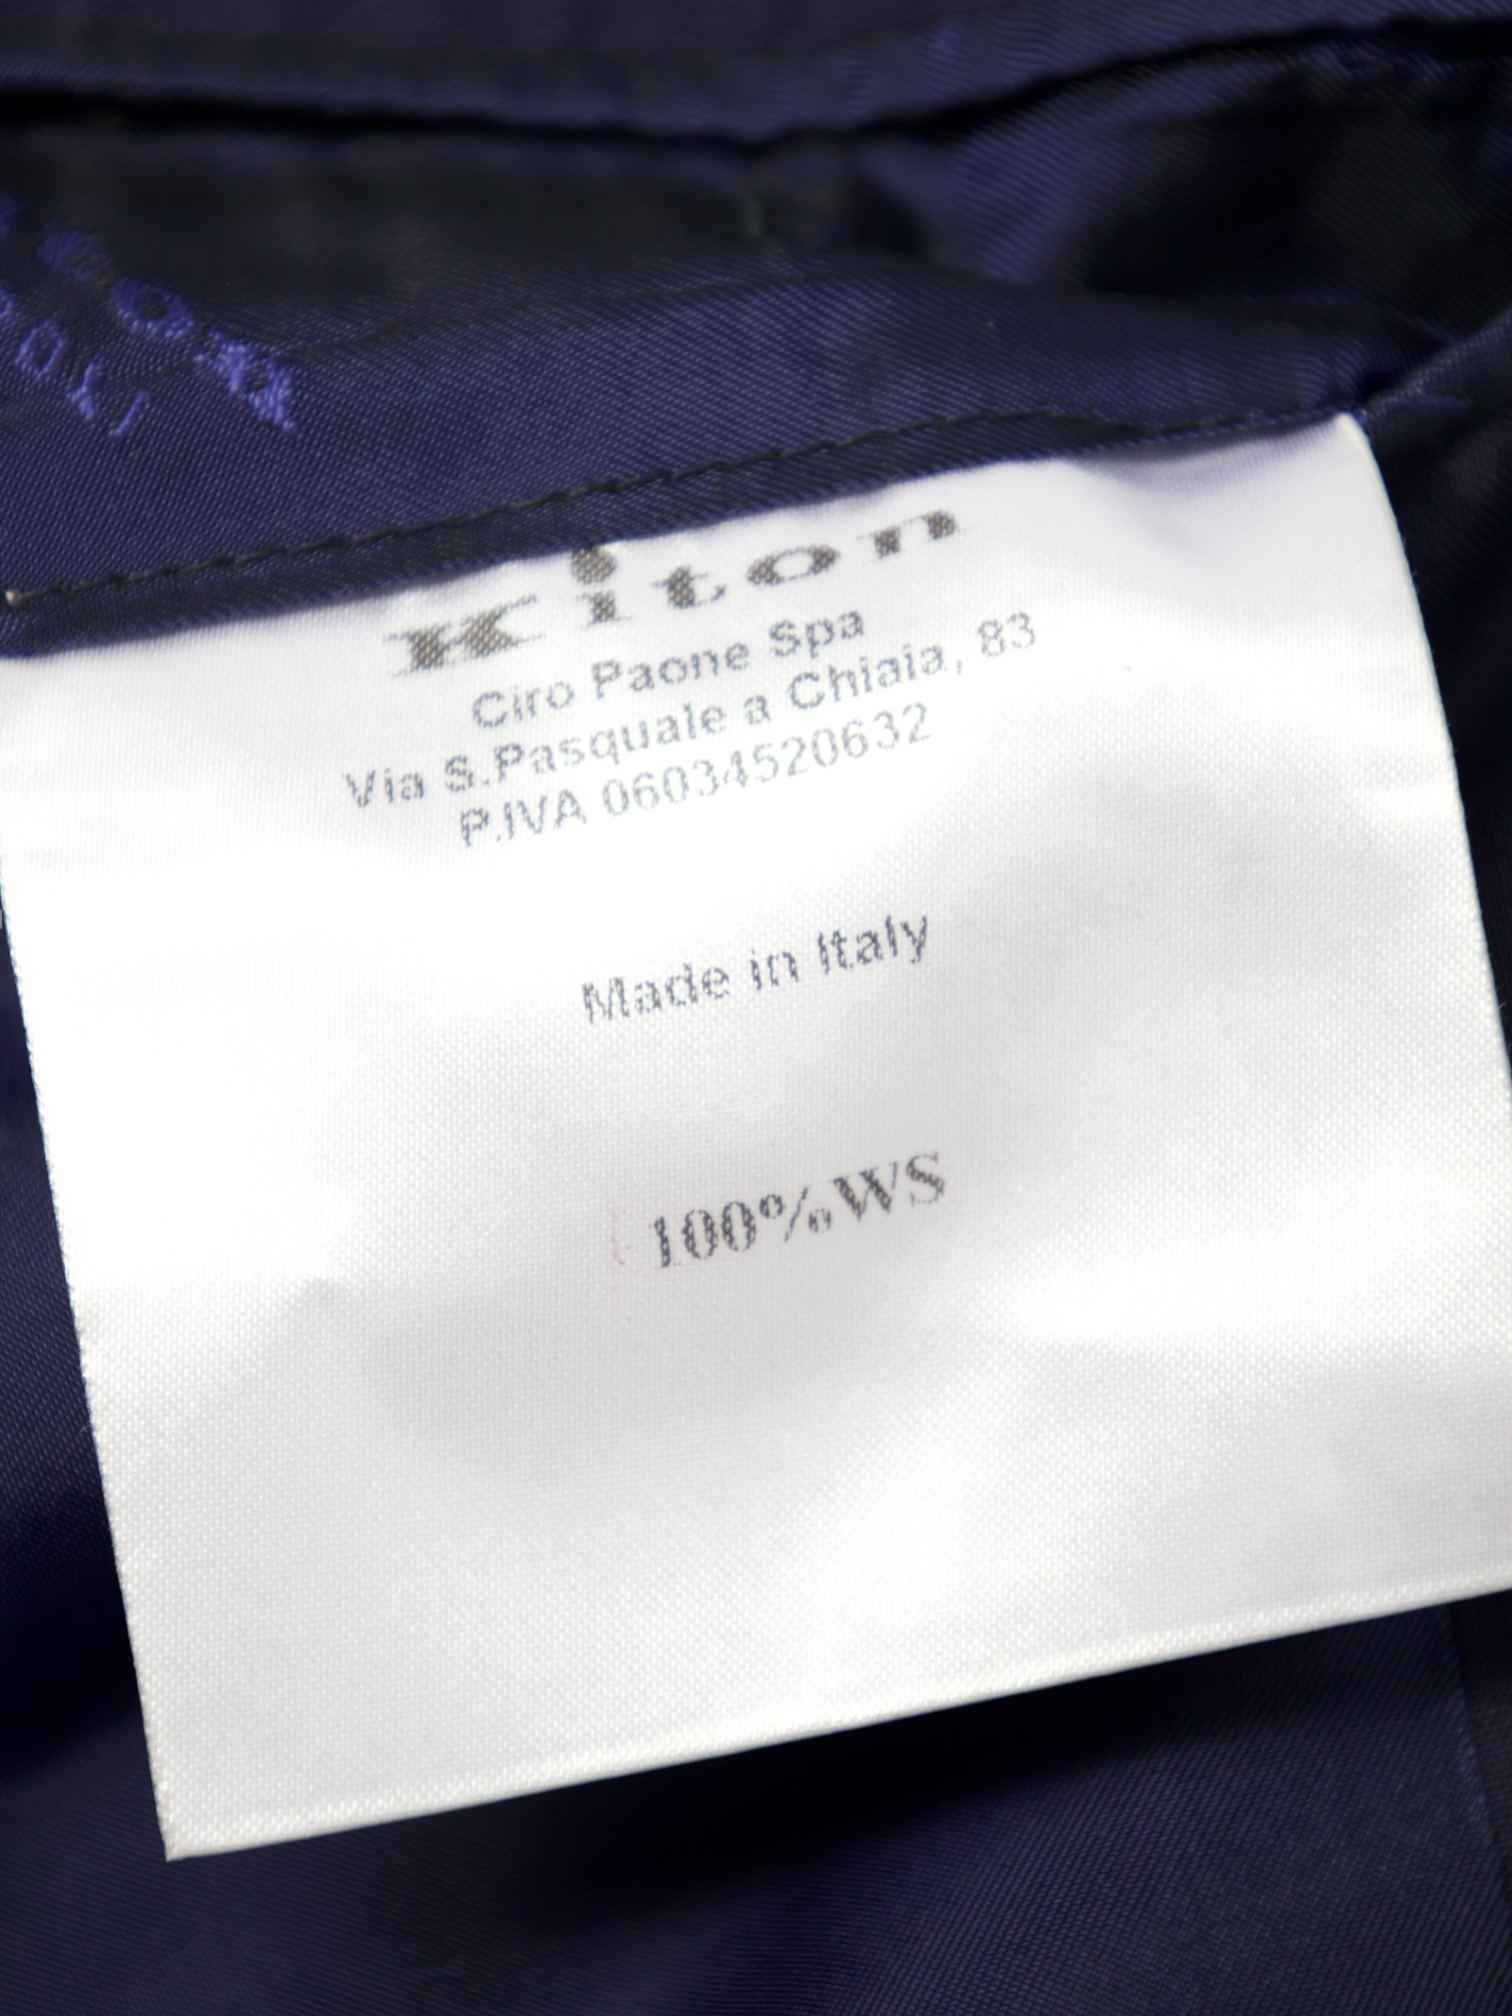 Kiton
Ciro Paone Spa
Via S.Pasquale a Chiaia, 83
P.IVA 06034520632
Made in Italy
100%WS